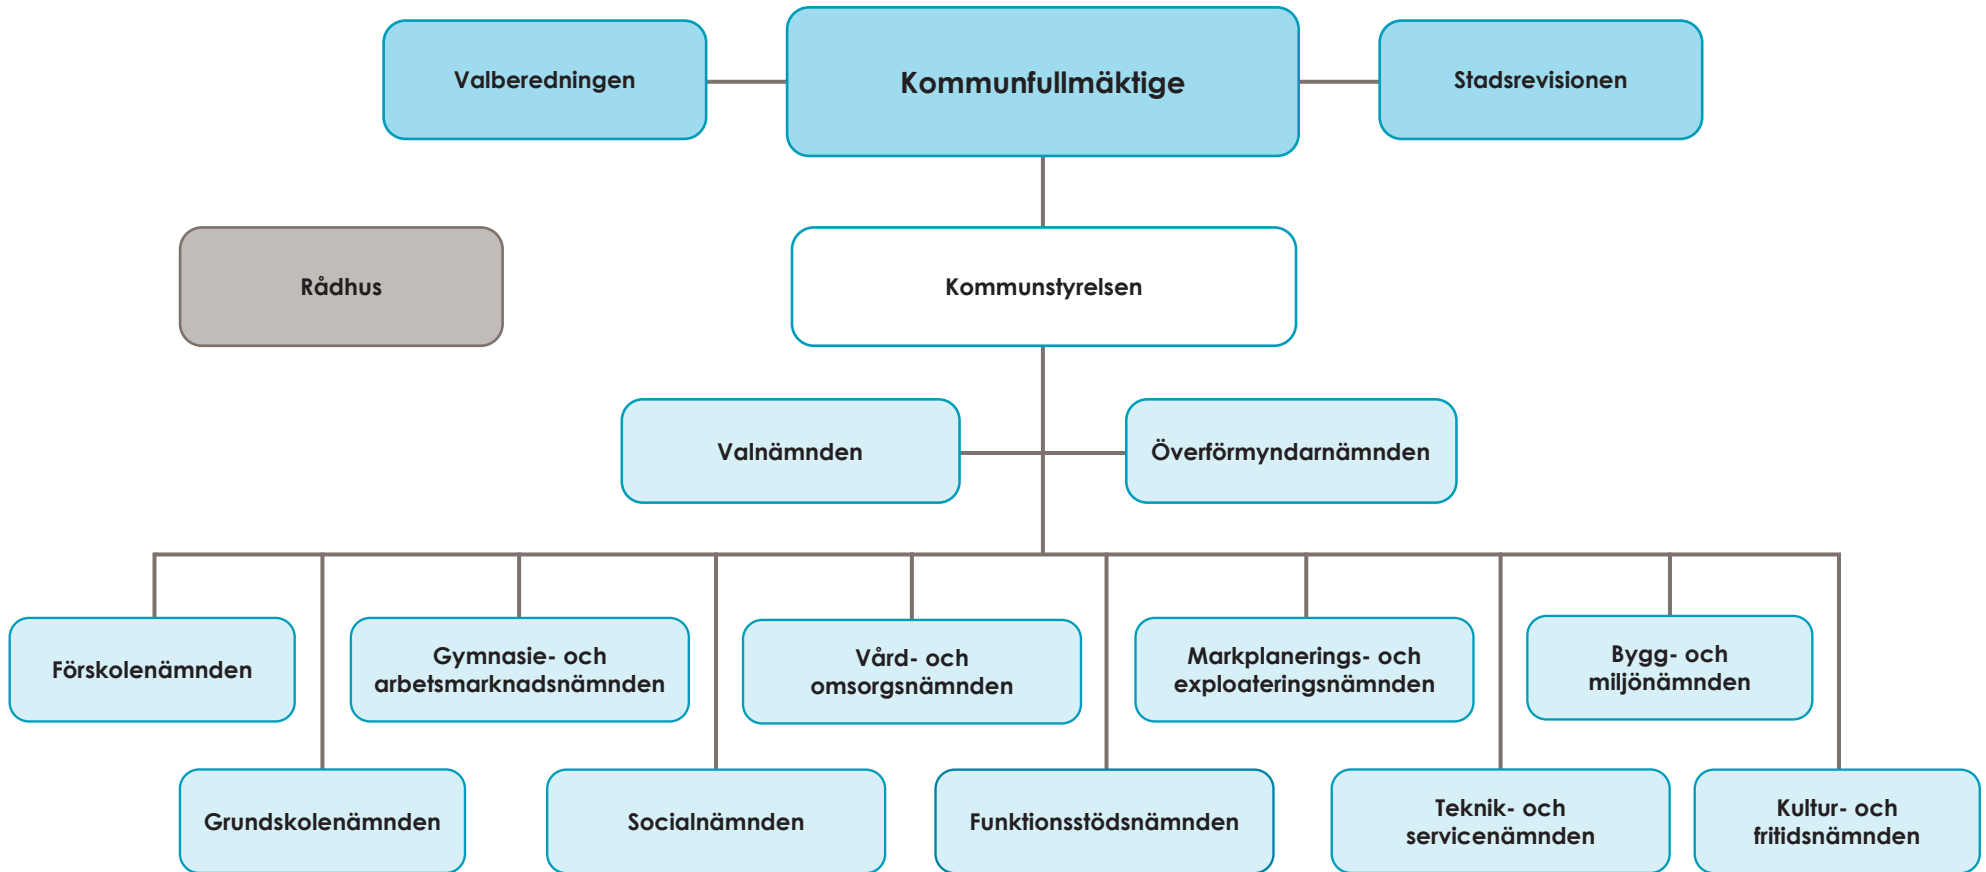 Valberedningen
Kommunfullmäktige
Stadsrevisionen
Rådhus
Kommunstyrelsen
Valnämnden
Överförmyndarnämnden
Förskolenämnden
Gymnasie- och
arbetsmarknadsnämnden
Vård- och
omsorgsnämnden
Markplanerings- och
exploateringsnämnden
Bygg- och
miljönämnden
Grundskolenämnden
Socialnämnden
Funktionsstödsnämnden
Teknik- och
servicenämnden
Kultur- och
fritidsnämnden